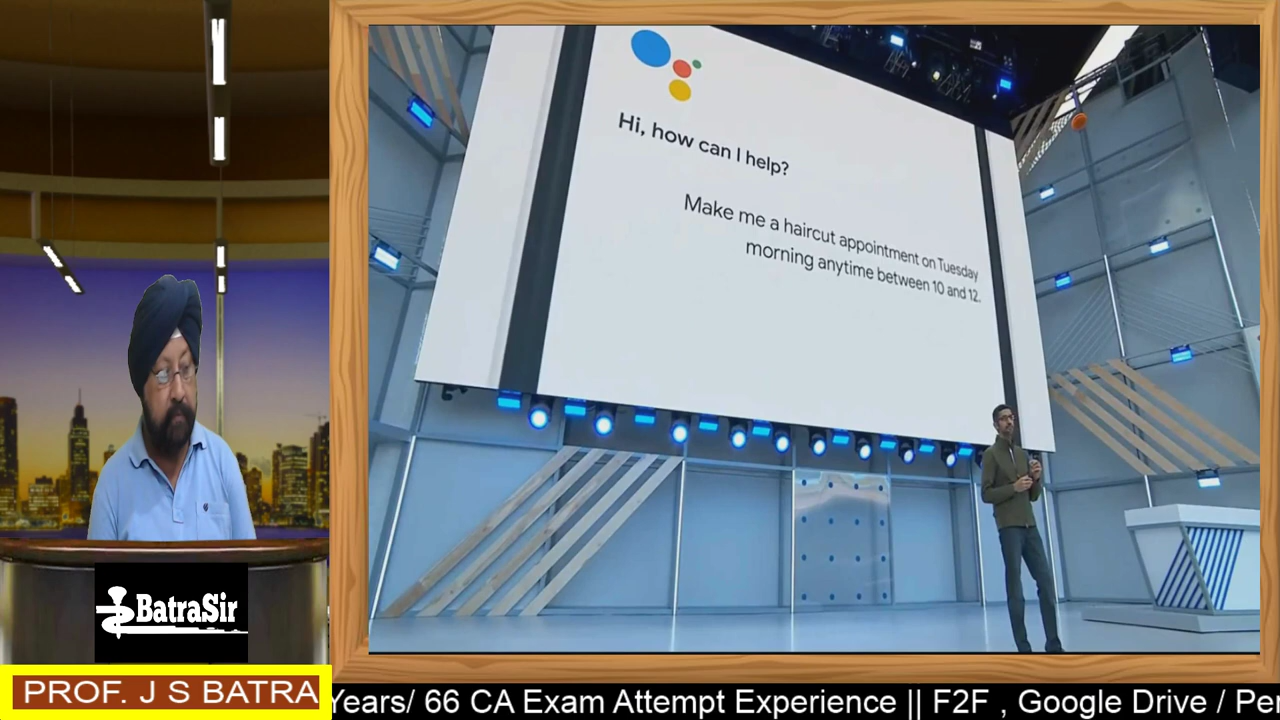 Hi, how can I help?
Make me a haircut appointment on Tuesday
morning anytime between 10 and 12.
BatraSir
PROF. J S BATRA
Years/ 66 CA Exam Attempt Experience || F2F , Google Drive / Per